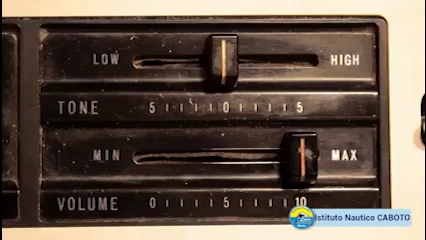 LOW HIGH
TONE 5 0 5
MIN MAX
VOLUME 0 5 10
Istituto Nautico CABOTO